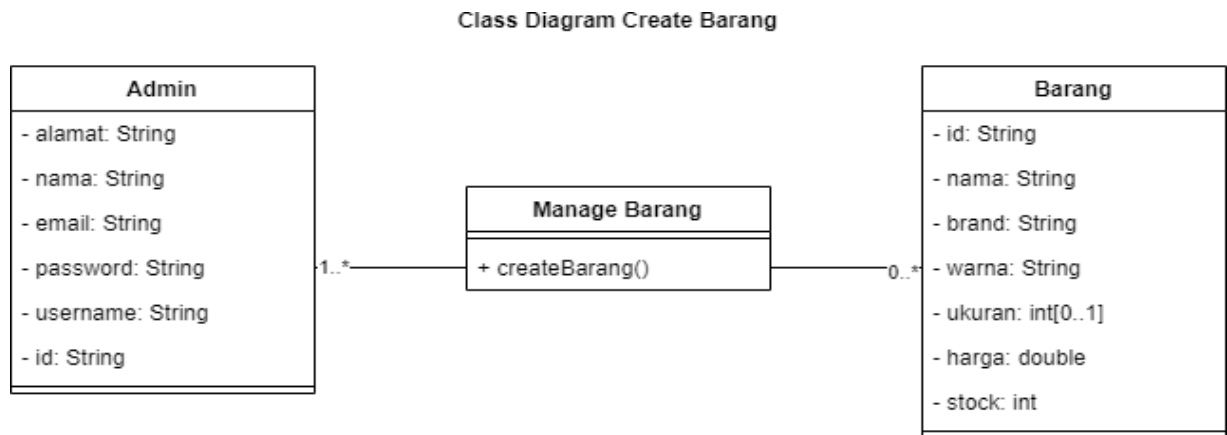 Class Diagram Create Barang
Admin
- alamat: String
- nama: String
- email: String
- password: String
- username: String
- id: String
1..*
Manage Barang
+ createBarang()
0..*
Barang
- id: String
- nama: String
- brand: String
- warna: String
- ukuran: int[0..1]
- harga: double
- stock: int